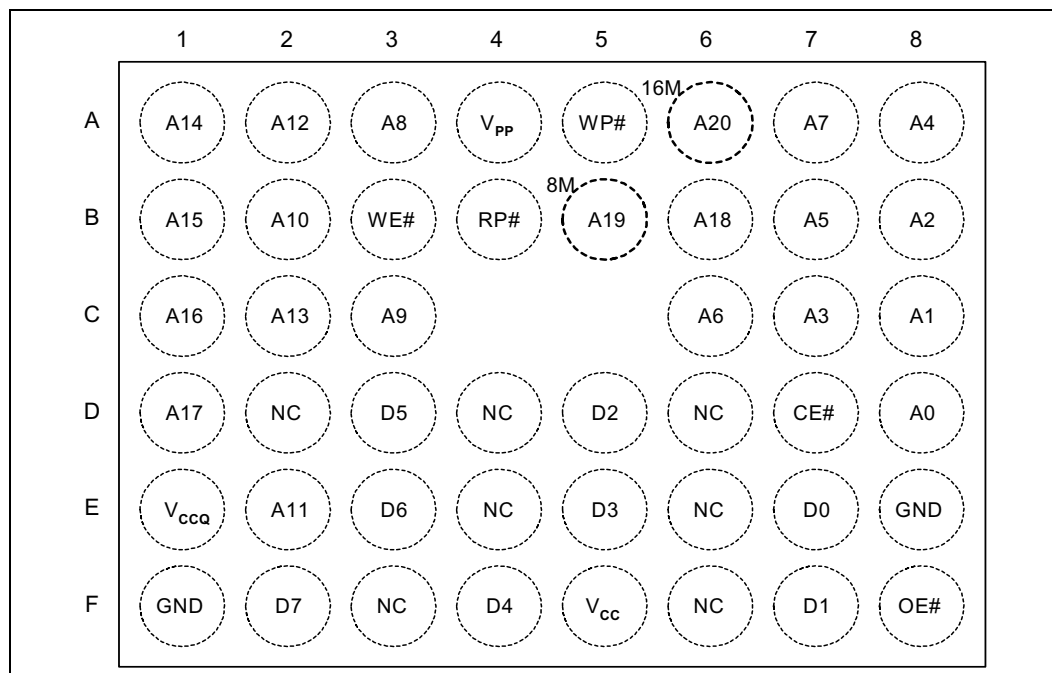 1 2 3 4 5 6 7 8
16M
A A14 A12 A8 VPP WP# A20 A7 A4
8M
B A15 A10 WE# RP# A19 A18 A5 A2
C A16 A13 A9 A6 A3 A1
D A17 NC D5 NC D2 NC CE# A0
E VCCQ A11 D6 NC D3 NC D0 GND
F GND D7 NC D4 VCC NC D1 OE#